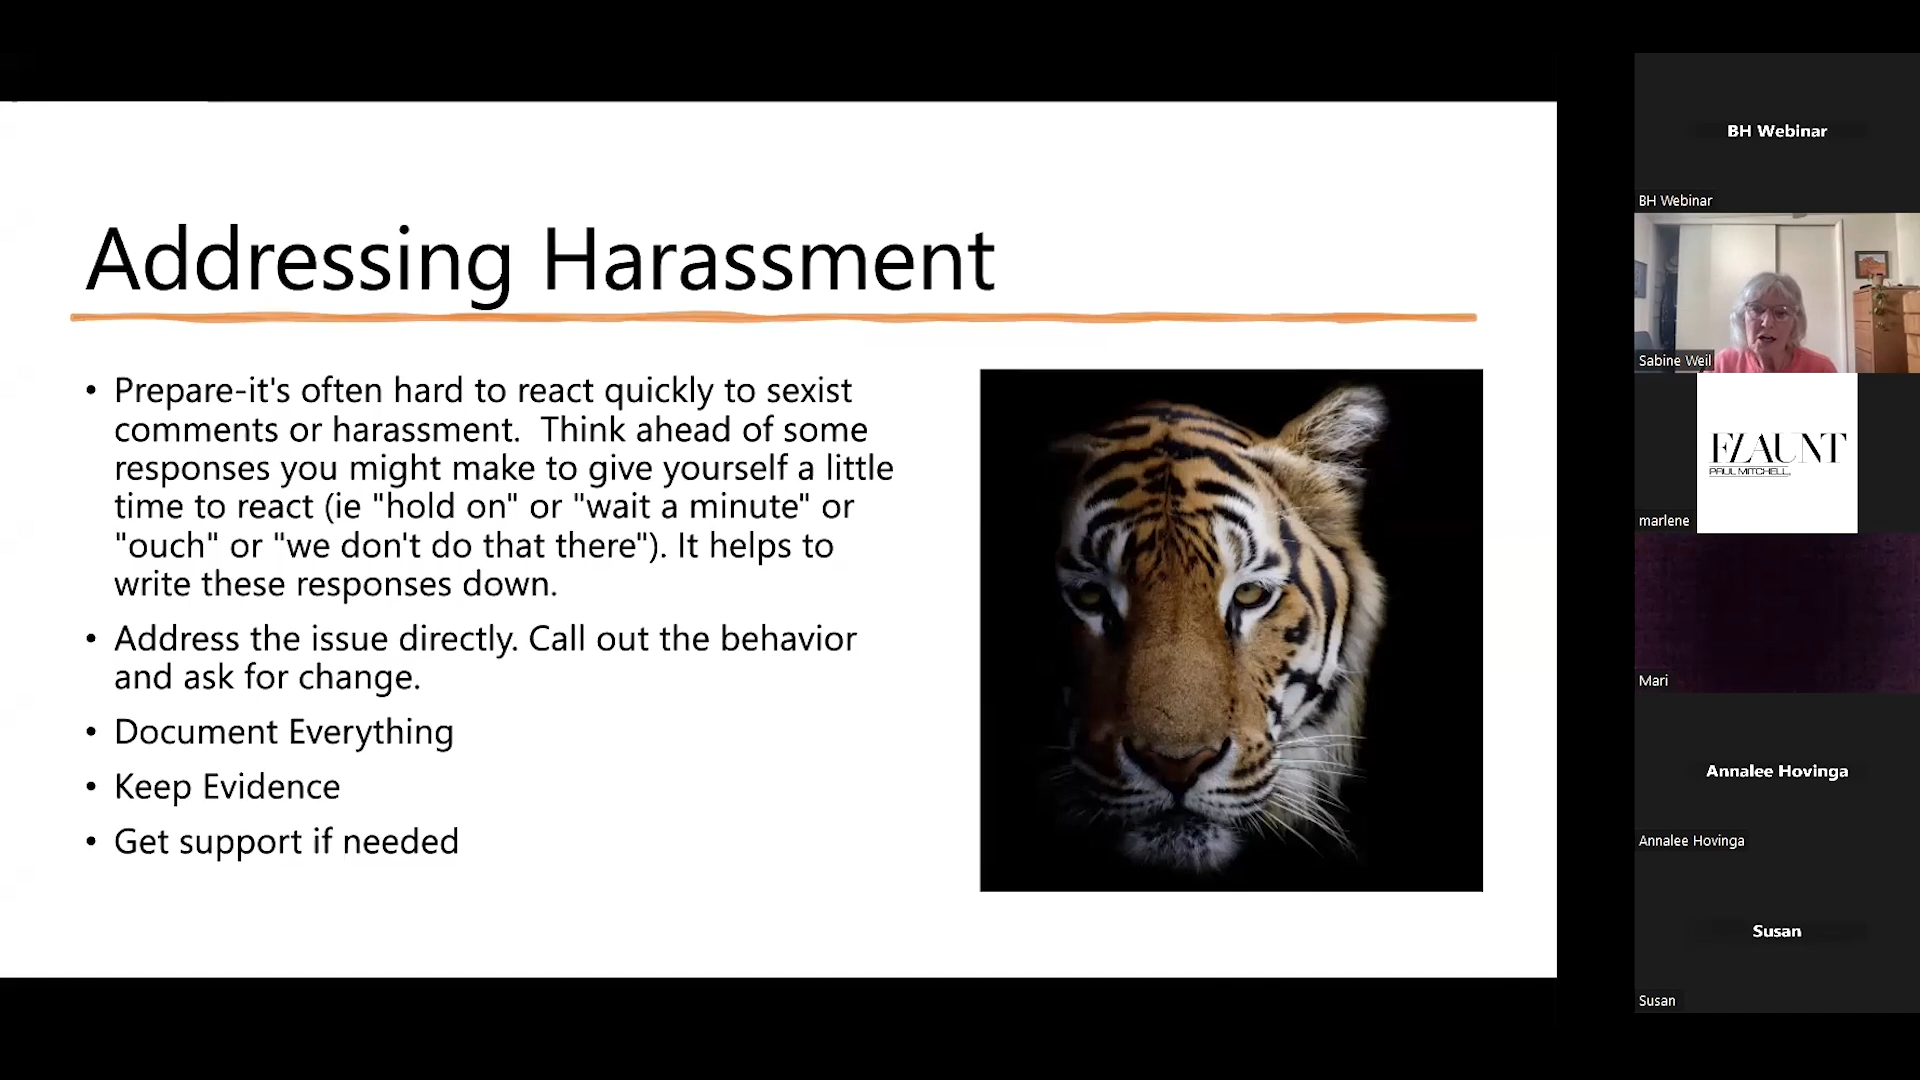 Addressing Harassment
• Prepare-it's often hard to react quickly to sexist
comments or harassment.  Think ahead of some
responses you might make to give yourself a little
time to react (ie "hold on" or "wait a minute" or
"ouch" or "we don't do that there"). It helps to
write these responses down.
• Address the issue directly. Call out the behavior
and ask for change.
• Document Everything
• Keep Evidence
• Get support if needed
BH Webinar
BH Webinar
Sabine Weil
FLAUNT
PAUL MITCHELL
marlene
Mari
Annalee Hovinga
Annalee Hovinga
Susan
Susan